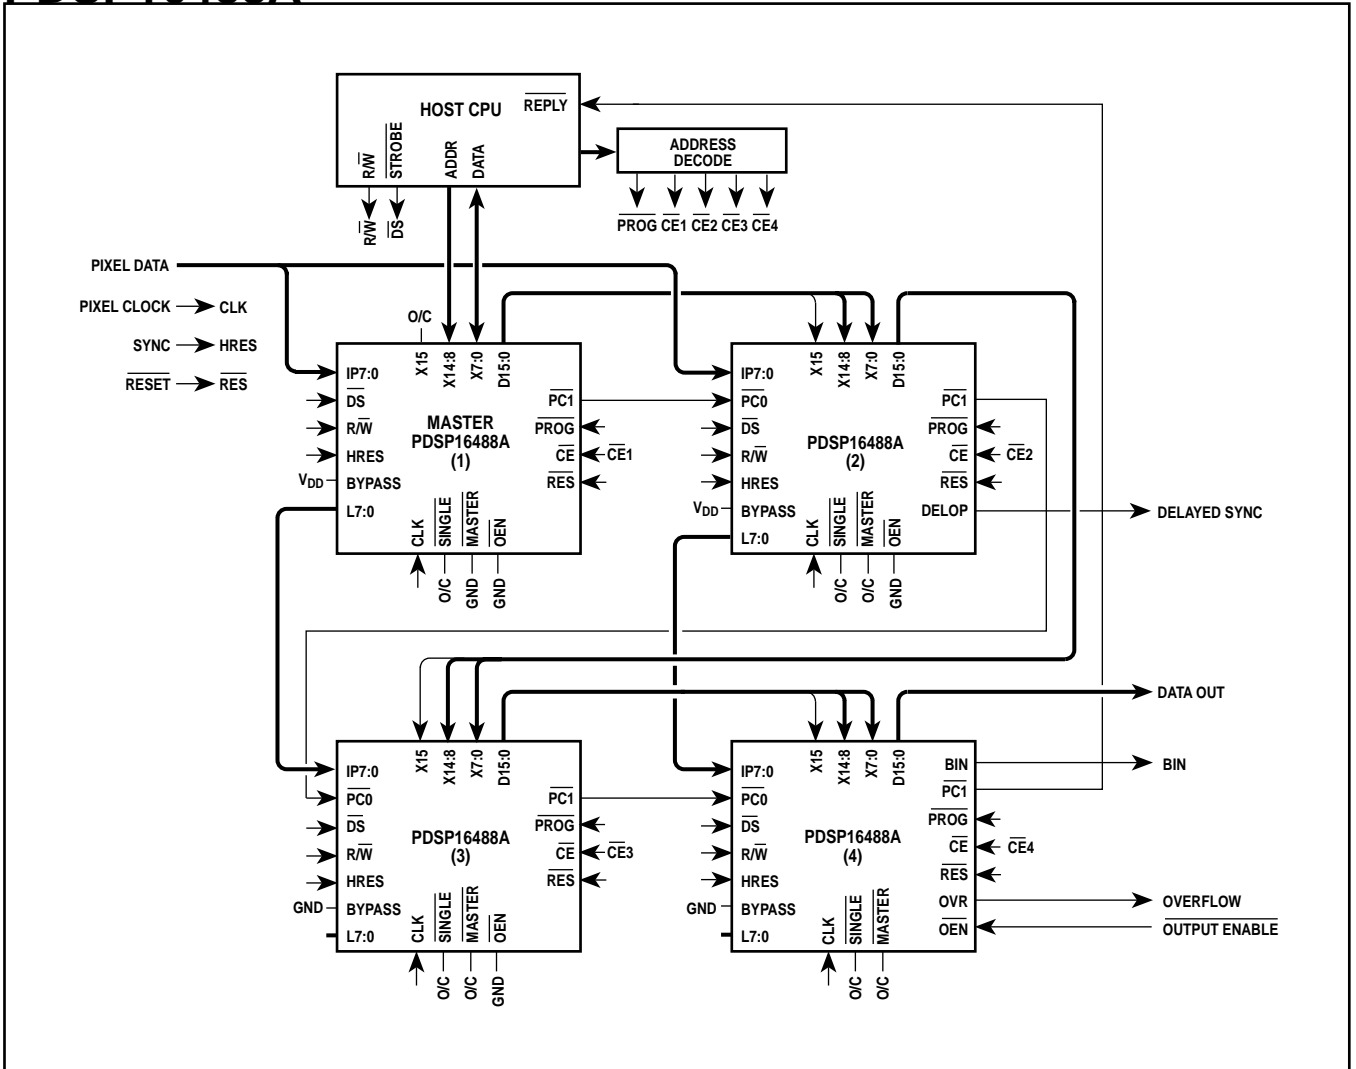 HOST CPU
REPLY
R/W
STROBE
ADDR
DATA
ADDRESS
DECODE
R/W
DS
PROG CE1 CE2 CE3 CE4
PIXEL DATA
PIXEL CLOCK CLK
SYNC HRES
RESET RES
O/C
X15
X14:8
X7:0
D15:0
IP7:0
DS
R/W
HRES
VDD BYPASS
L7:0
MASTER
PDSP16488A
(1)
PC1
PROG
CE CE1
RES
CLK
SINGLE
MASTER
OEN
O/C
GND
GND
X15
X14:8
X7:0
D15:0
IP7:0
PC0
DS
R/W
HRES
VDD BYPASS
L7:0
PDSP16488A
(2)
PC1
PROG
CE CE2
RES
DELOP DELAYED SYNC
CLK
SINGLE
MASTER
OEN
O/C
O/C
GND
X15
X14:8
X7:0
D15:0
IP7:0
PC0
DS
R/W
HRES
GND BYPASS
L7:0
PDSP16488A
(3)
PC1
PROG
CE CE3
RES
CLK
SINGLE
MASTER
OEN
O/C
O/C
GND
DATA OUT
X15
X14:8
X7:0
D15:0
IP7:0
PC0
DS
R/W
HRES
GND BYPASS
L7:0
PDSP16488A
(4)
BIN BIN
PC1
PROG
CE CE4
RES
OVR OVERFLOW
OEN OUTPUT ENABLE
CLK
SINGLE
MASTER
O/C
O/C